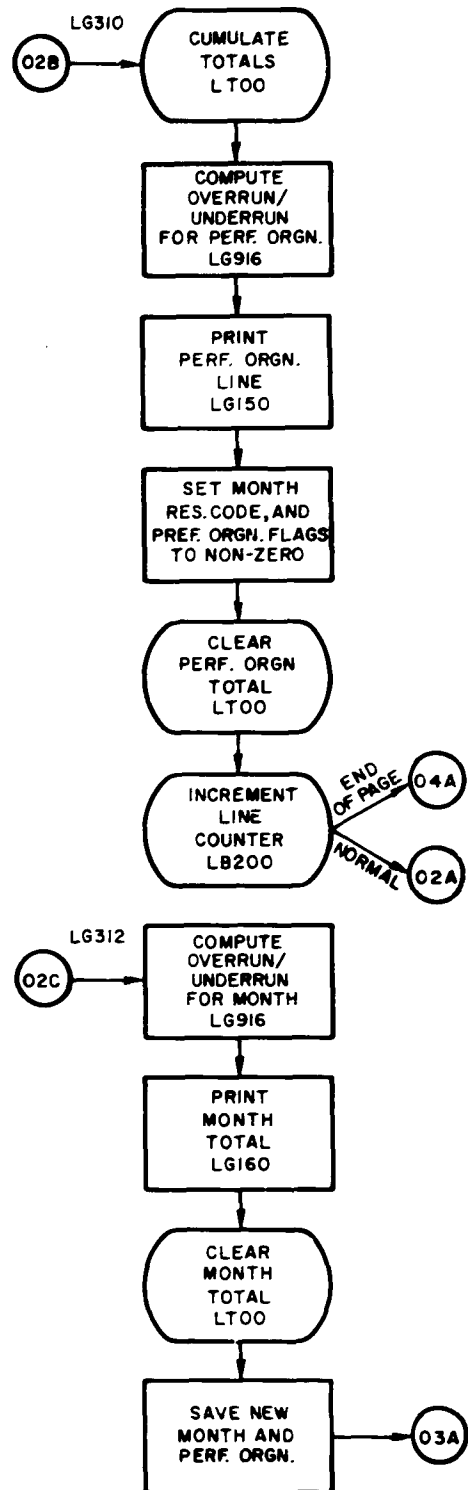 LG310
02B
CUMULATE
TOTALS
LT00
COMPUTE
OVERRUN/
UNDERRUN
FOR PERF. ORGN.
LG916
PRINT
PERF. ORGN.
LINE
LG150
SET MONTH
RES. CODE, AND
PREF. ORGN. FLAGS
TO NON-ZERO
CLEAR
PERF. ORGN
TOTAL
LT00
INCREMENT
LINE
COUNTER
LB200
END
OF PAGE
04A
NORMAL
02A
LG312
02C
COMPUTE
OVERRUN/
UNDERRUN
FOR MONTH
LG916
PRINT
MONTH
TOTAL
LG160
CLEAR
MONTH
TOTAL
LT00
SAVE NEW
MONTH AND
PERF. ORGN.
03A